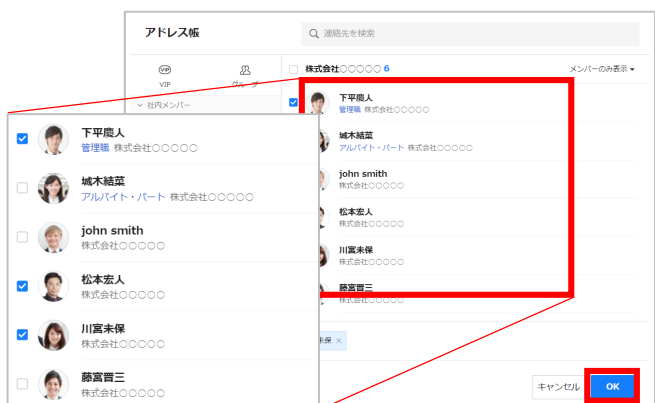 アドレス帳
連絡先を検索
VIP
VIP
グループ
社内メンバー
株式会社〇〇〇〇〇 6
メンバーのみ表示
下平慶人
管理職 株式会社〇〇〇〇〇
城木結菜
アルバイト・パート 株式会社〇〇〇〇〇
john smith
株式会社〇〇〇〇〇
松本宏人
株式会社〇〇〇〇〇
川宮未保
株式会社〇〇〇〇〇
藤宮晋三
株式会社〇〇〇〇〇
下平慶人
管理職 株式会社〇〇〇〇〇
城木結菜
アルバイト・パート 株式会社〇〇〇〇〇
john smith
株式会社〇〇〇〇〇
松本宏人
株式会社〇〇〇〇〇
川宮未保
株式会社〇〇〇〇〇
藤宮晋三
株式会社〇〇〇〇〇
未保 ×
キャンセル
OK